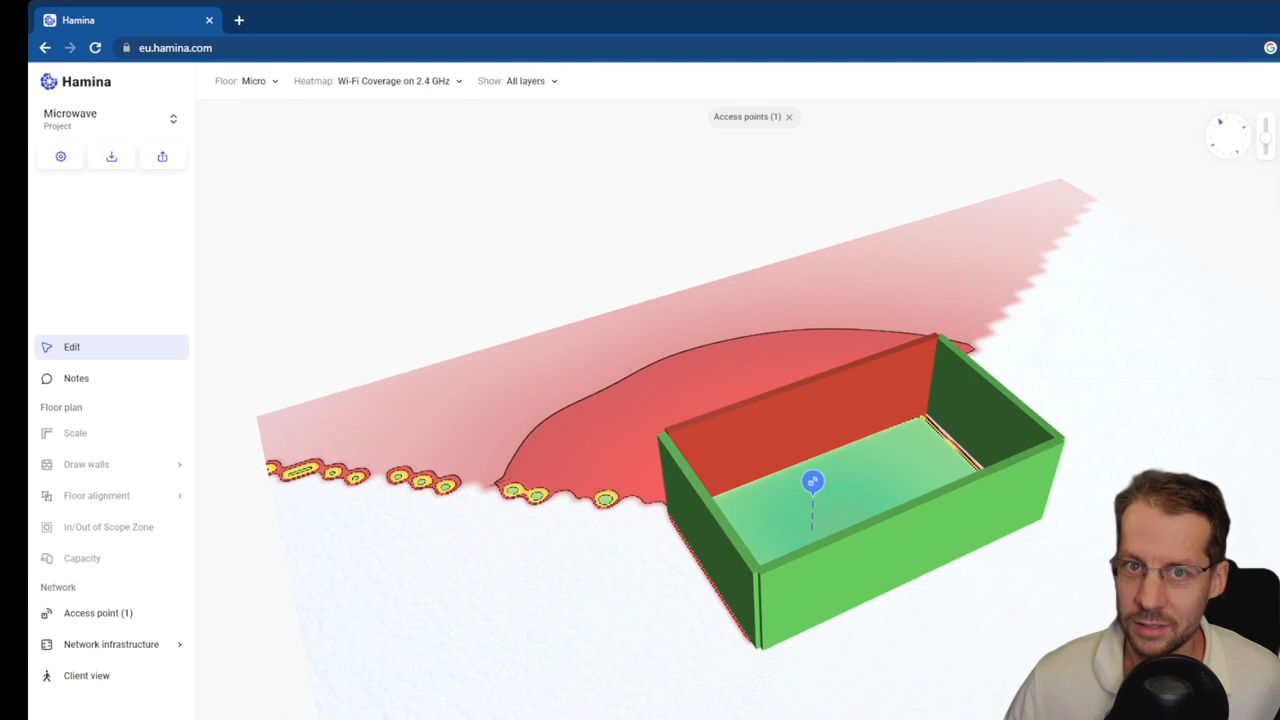 Hamina
eu.hamina.com
Hamina
Floor: Micro
Heatmap: Wi-Fi Coverage on 2.4 GHz
Show: All layers
Microwave
Project
Access points (1)
Edit
Notes
Floor plan
Scale
Draw walls
Floor alignment
In/Out of Scope Zone
Capacity
Network
Access point (1)
Network infrastructure
Client view